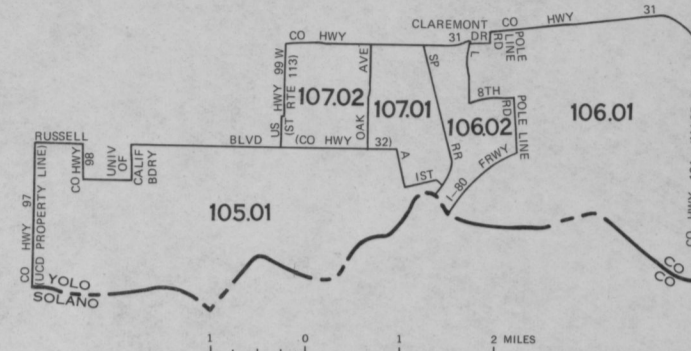 CLAREMONT
CO HWY 31
CO HWY 31
DR
L
POLE LINE RD
US HWY 99 W
(ST RTE 113)
107.02
OAK AVE
107.01
SP RR
8TH
106.02
POLE LINE RD
106.01
RUSSELL BLVD (CO HWY 32)
CO HWY 98
UNIV OF CALIF BDRY
A
1ST
I-80 FRWY
CO HWY 97
(UCD PROPERTY LINE)
105.01
YOLO CO
SOLANO CO
1 0 1 2 MILES